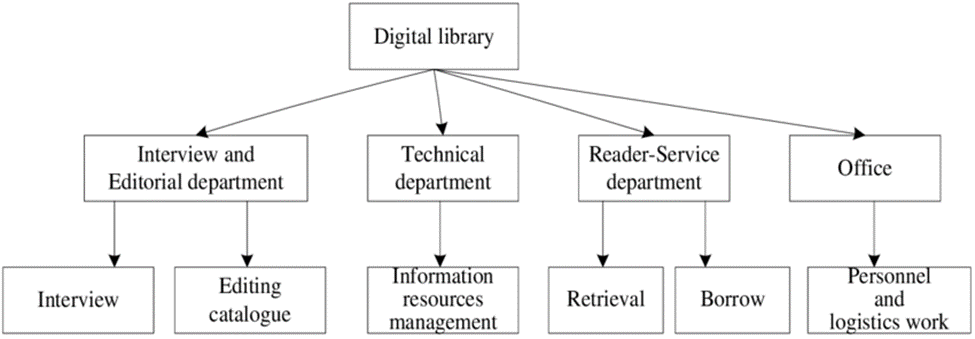 Digital library
Interview and
Editorial department
Technical
department
Reader-Service
department
Office
Interview
Editing
catalogue
Information
resources
management
Retrieval
Borrow
Personnel
and
logistics work